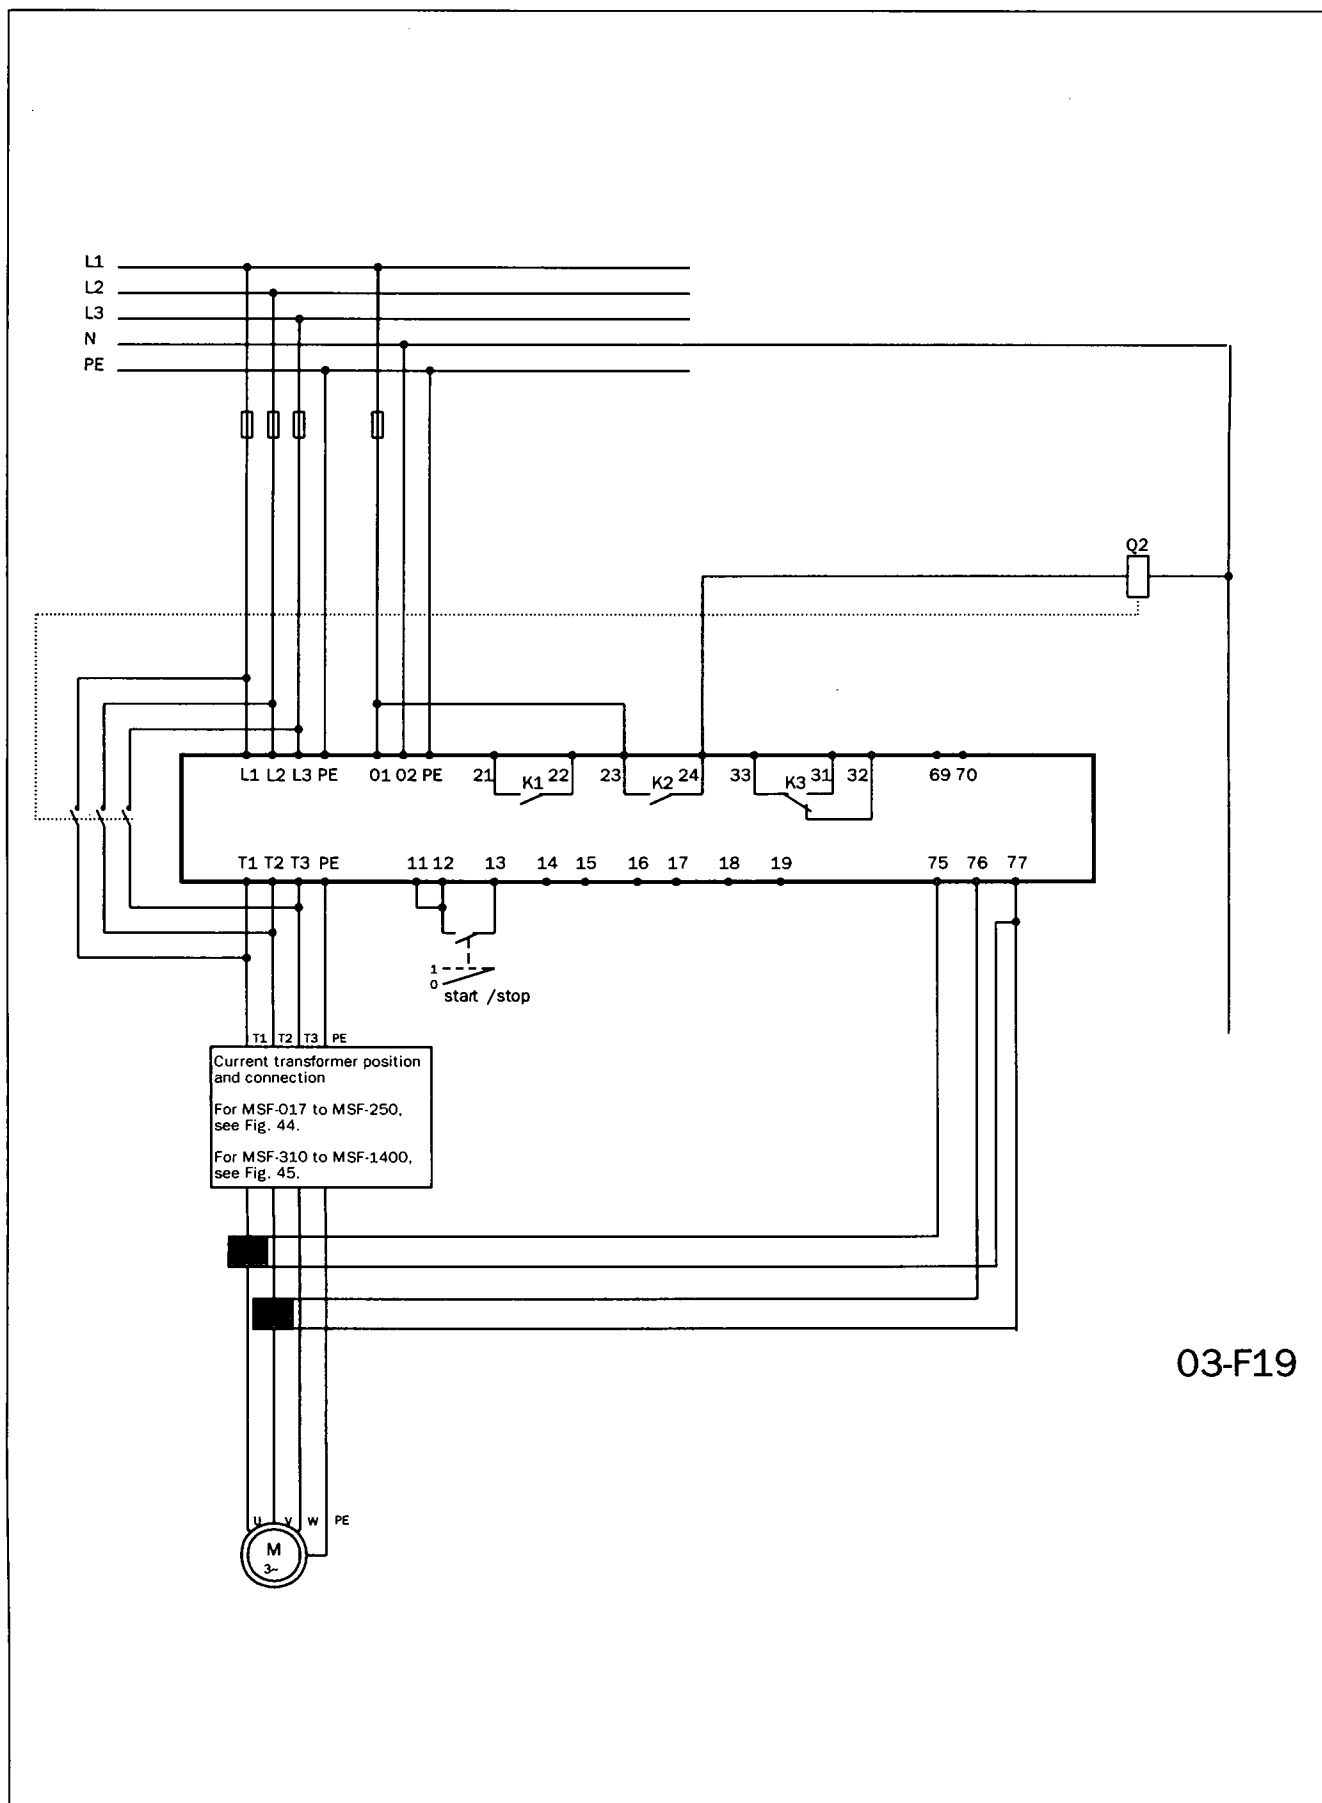 L1
L2
L3
N
PE
Q2
L1 L2 L3 PE 01 02 PE 21 K1 22 23 K2 24 33 K3 31 32 69 70
T1 T2 T3 PE 11 12 13 14 15 16 17 18 19 75 76 77
1
0
start /stop
T1 T2 T3 PE
Current transformer position
and connection
For MSF-017 to MSF-250,
see Fig. 44.
For MSF-310 to MSF-1400,
see Fig. 45.
03-F19
U V W PE
M
3~